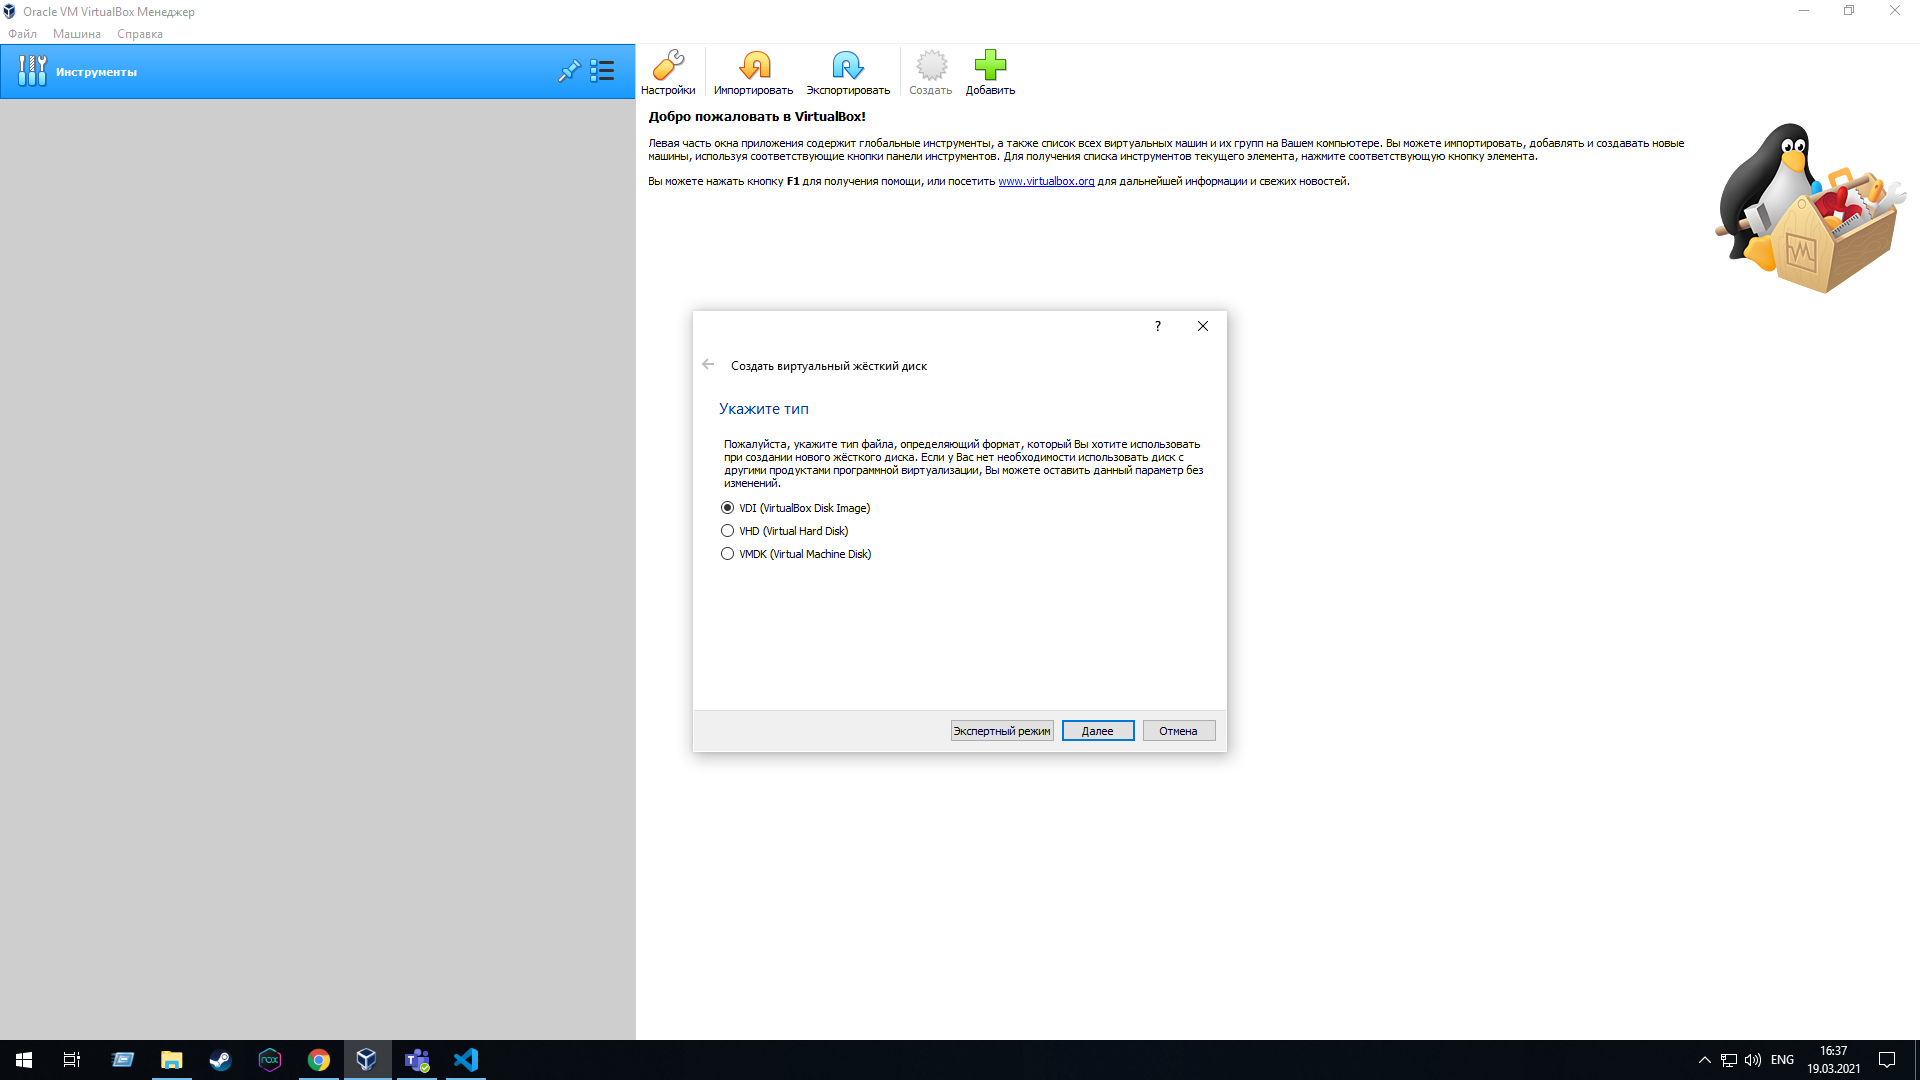 Oracle VM VirtualBox Менеджер
Файл Машина Справка
Инструменты
Настройки Импортировать Экспортировать Создать Добавить
Добро пожаловать в VirtualBox!
Левая часть окна приложения содержит глобальные инструменты, а также список всех виртуальных машин и их групп на Вашем компьютере. Вы можете импортировать, добавлять и создавать новые
машины, используя соответствующие кнопки панели инструментов. Для получения списка инструментов текущего элемента, нажмите соответствующую кнопку элемента.
Вы можете нажать кнопку F1 для получения помощи, или посетить www.virtualbox.org для дальнейшей информации и свежих новостей.
?
Создать виртуальный жёсткий диск
Укажите тип
Пожалуйста, укажите тип файла, определяющий формат, который Вы хотите использовать
при создании нового жёсткого диска. Если у Вас нет необходимости использовать диск с
другими продуктами программной виртуализации, Вы можете оставить данный параметр без
изменений.
VDI (VirtualBox Disk Image)
VHD (Virtual Hard Disk)
VMDK (Virtual Machine Disk)
Экспертный режим Далее Отмена
nox
T
ENG
16:37
19.03.2021